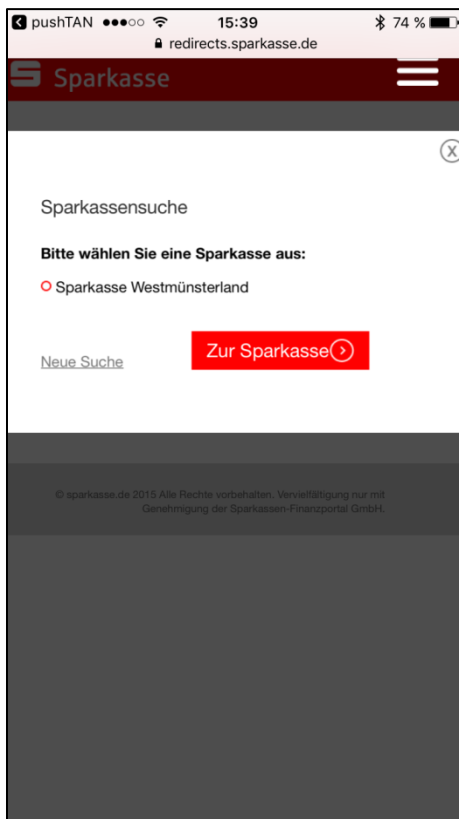 pushTAN 15:39 74 %
redirects.sparkasse.de
Sparkasse
X
Sparkassensuche
Bitte wählen Sie eine Sparkasse aus:
Sparkasse Westmünsterland
Zur Sparkasse
Neue Suche
© sparkasse.de 2015.Alle Rechte vorbehalten. Vervielfältigung nur mit
Genehmigung der Sparkassen-Finanzportal GmbH.